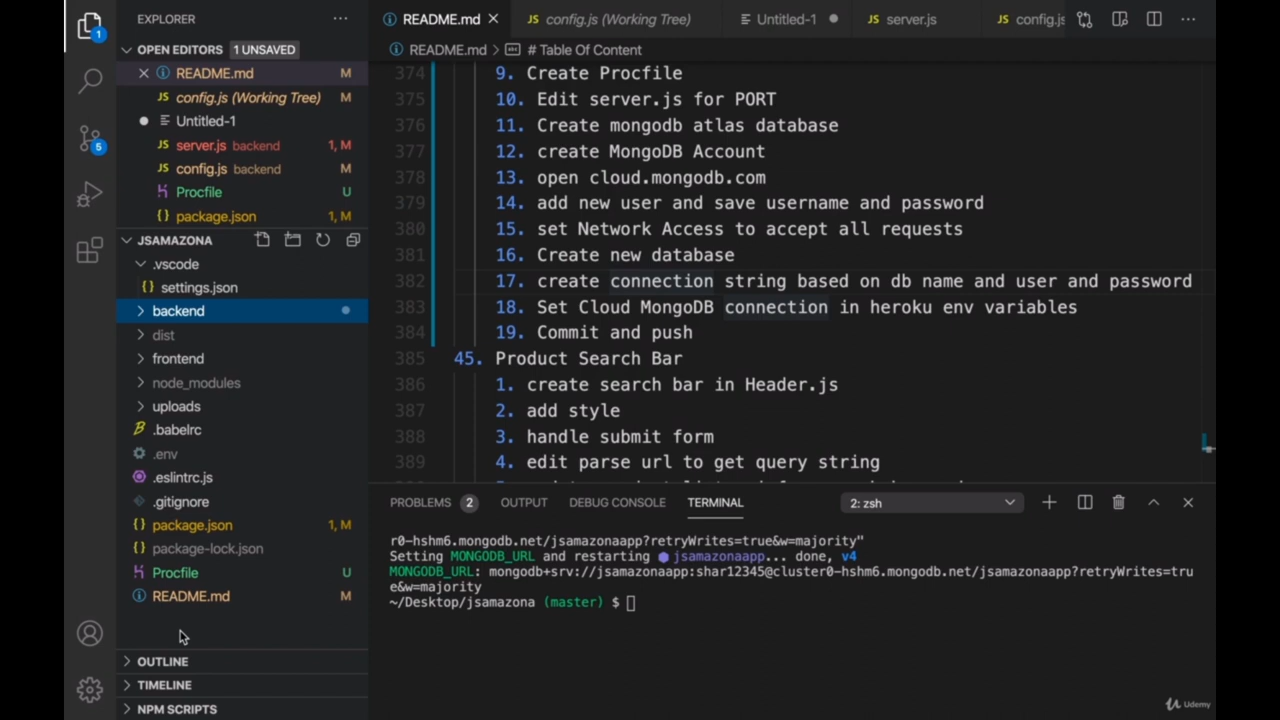 1
5
EXPLORER
OPEN EDITORS 1 UNSAVED
README.md M
JS config.js (Working Tree) M
Untitled-1
JS server.js backend 1, M
JS config.js backend M
Procfile U
{} package.json 1, M
JSAMAZONA
.vscode
{} settings.json
backend
dist
frontend
node_modules
uploads
.babelrc
.env
.eslintrc.js
.gitignore
{} package.json 1, M
{} package-lock.json
Procfile U
README.md M
OUTLINE
TIMELINE
NPM SCRIPTS
README.md JS config.js (Working Tree) Untitled-1 JS server.js JS config.js
README.md > # Table Of Content
374 9. Create Procfile
375 10. Edit server.js for PORT
376 11. Create mongodb atlas database
377 12. create MongoDB Account
378 13. open cloud.mongodb.com
379 14. add new user and save username and password
380 15. set Network Access to accept all requests
381 16. Create new database
382 17. create connection string based on db name and user and password
383 18. Set Cloud MongoDB connection in heroku env variables
384 19. Commit and push
385 45. Product Search Bar
386 1. create search bar in Header.js
387 2. add style
388 3. handle submit form
389 4. edit parse url to get query string
PROBLEMS 2 OUTPUT DEBUG CONSOLE TERMINAL 2: zsh
r0-hshm6.mongodb.net/jsamazonaapp?retryWrites=true&w=majority"
Setting MONGODB_URL and restarting jsamazonaapp... done, v4
MONGODB_URL: mongodb+srv://jsamazonaapp:shar12345@cluster0-hshm6.mongodb.net/jsamazonaapp?retryWrites=tru
e&w=majority
~/Desktop/jsamazona (master) $
Udemy